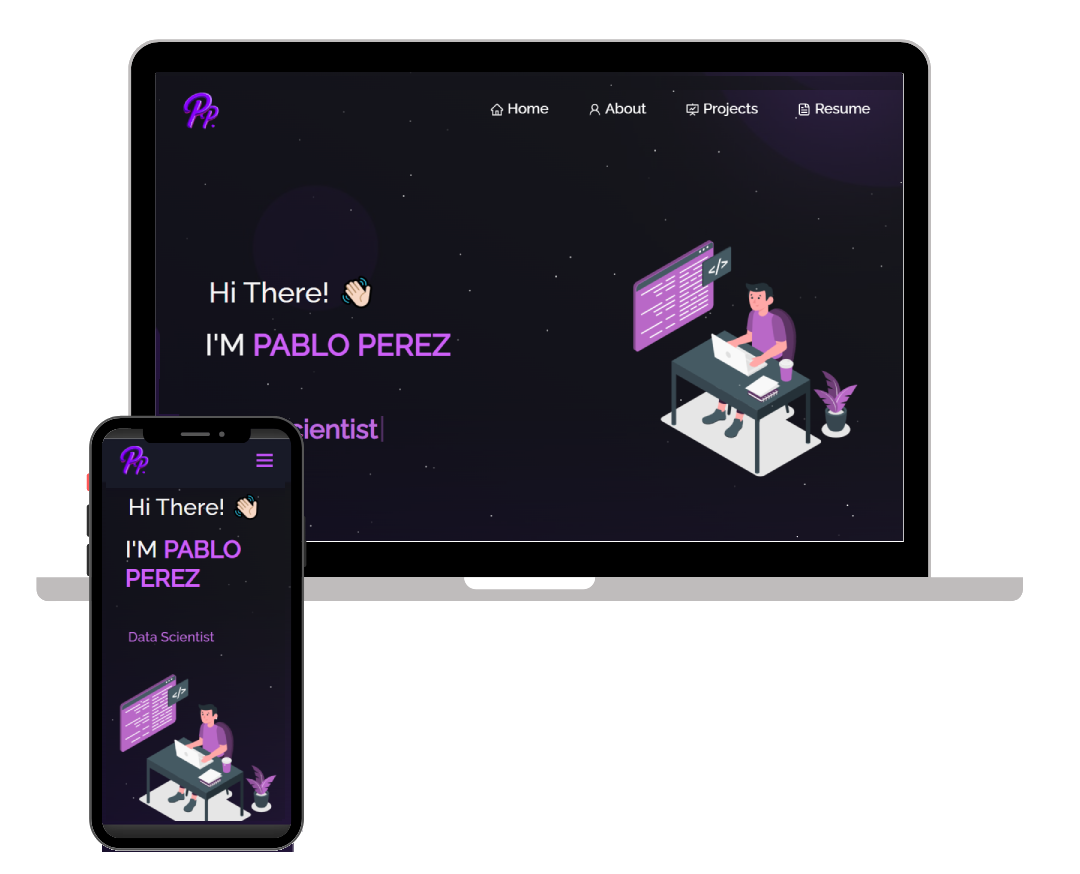 Pp.
Home About Projects Resume
</>
Hi There! 👋🏻
I'M PABLO PEREZ
cientist|
Pp.
Hi There! 👋🏻
I'M PABLO
PEREZ
Data Scientist
</>